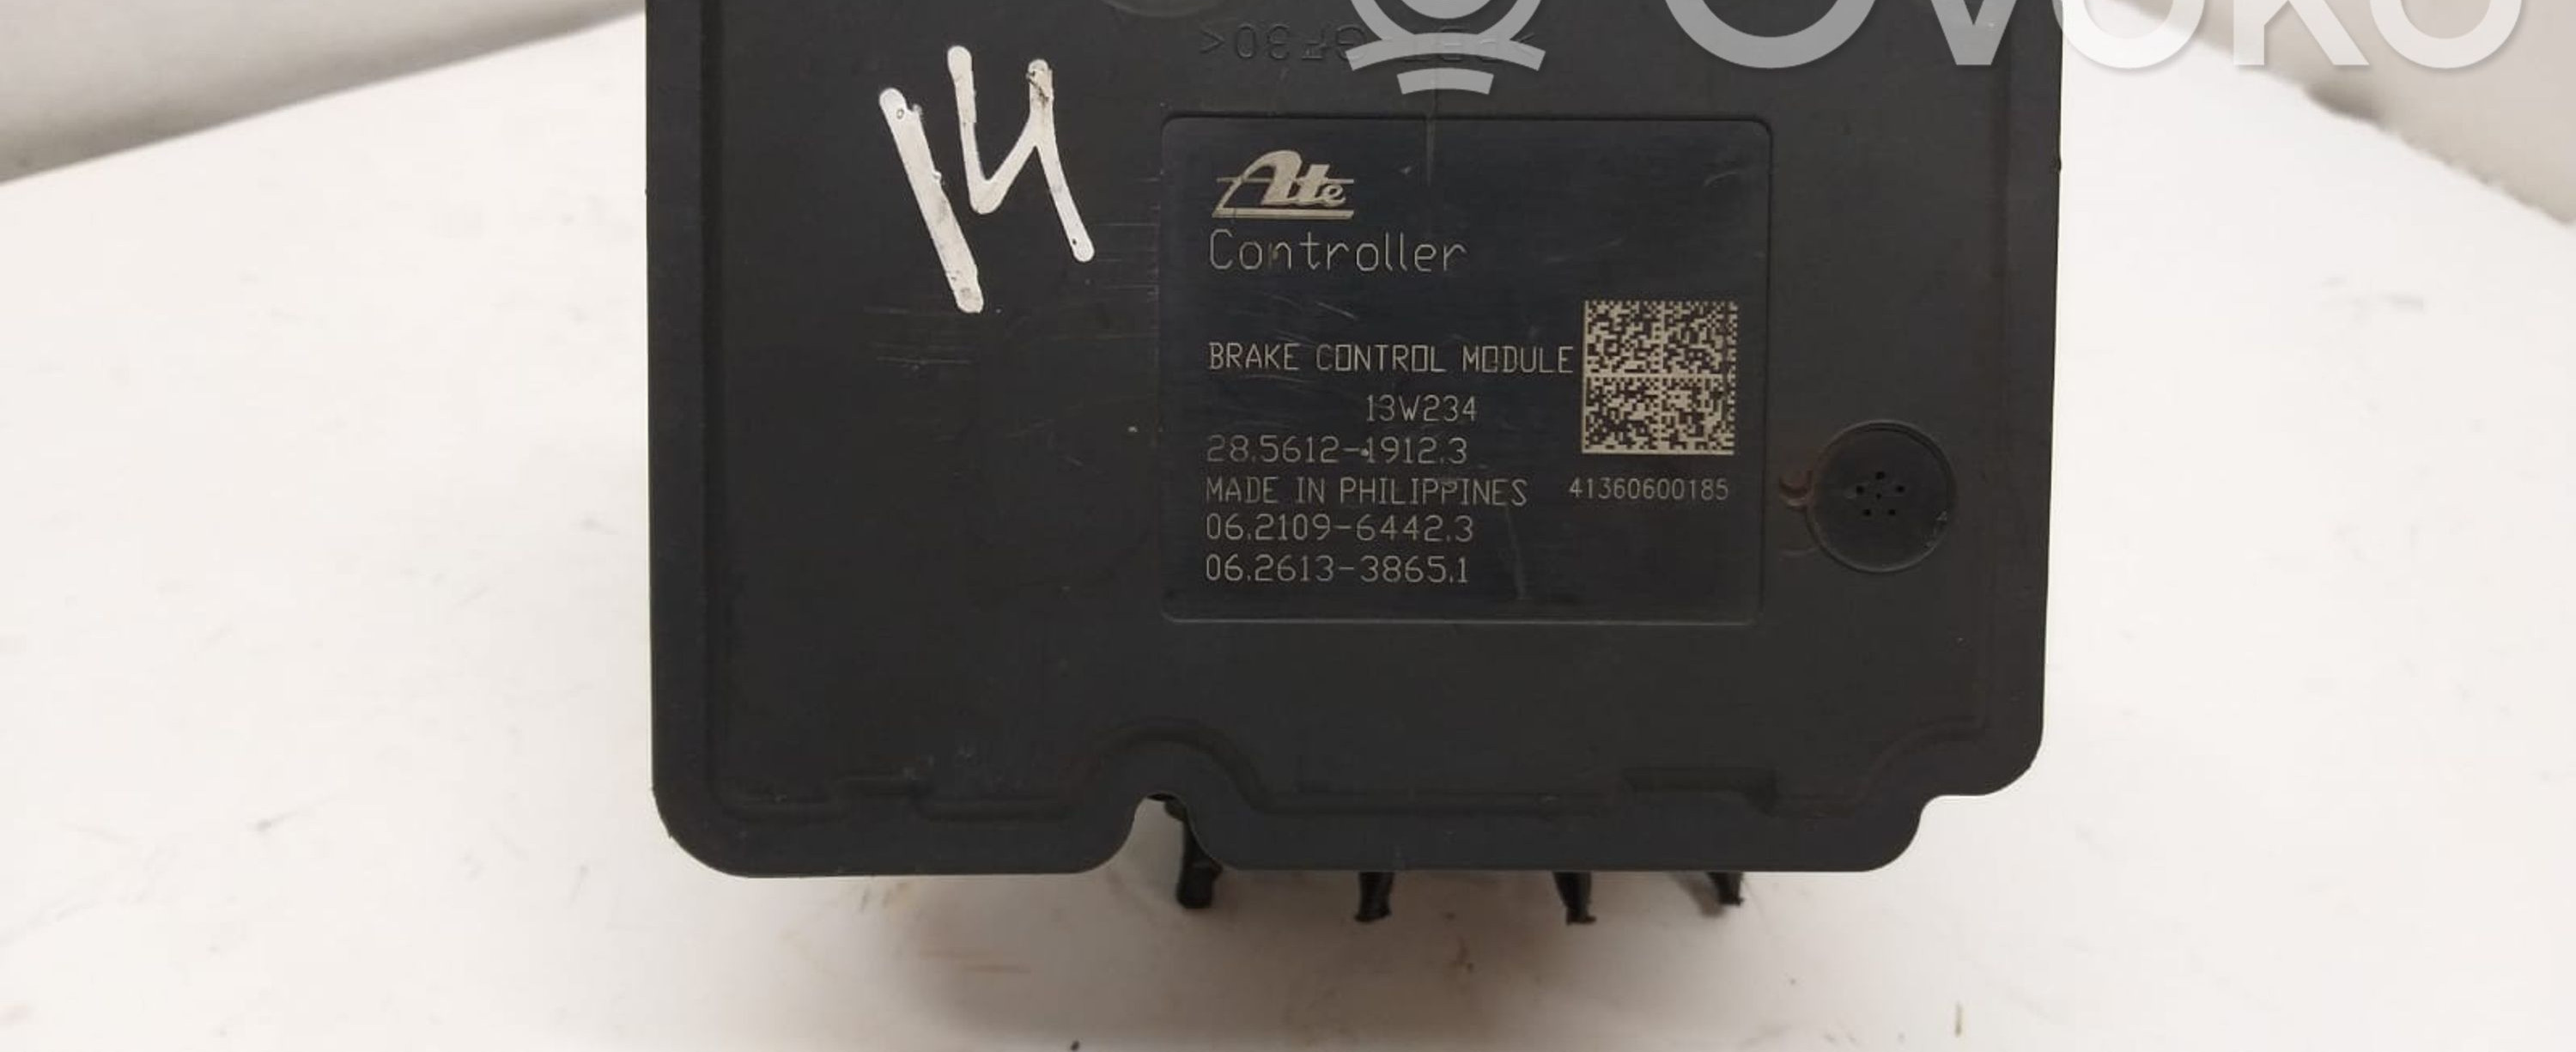 OVOKO
14
Ate
Controller
BRAKE CONTROL MODULE
13W234
28.5612-1912.3
MADE IN PHILIPPINES
41360600185
06.2109-6442.3
06.2613-3865.1